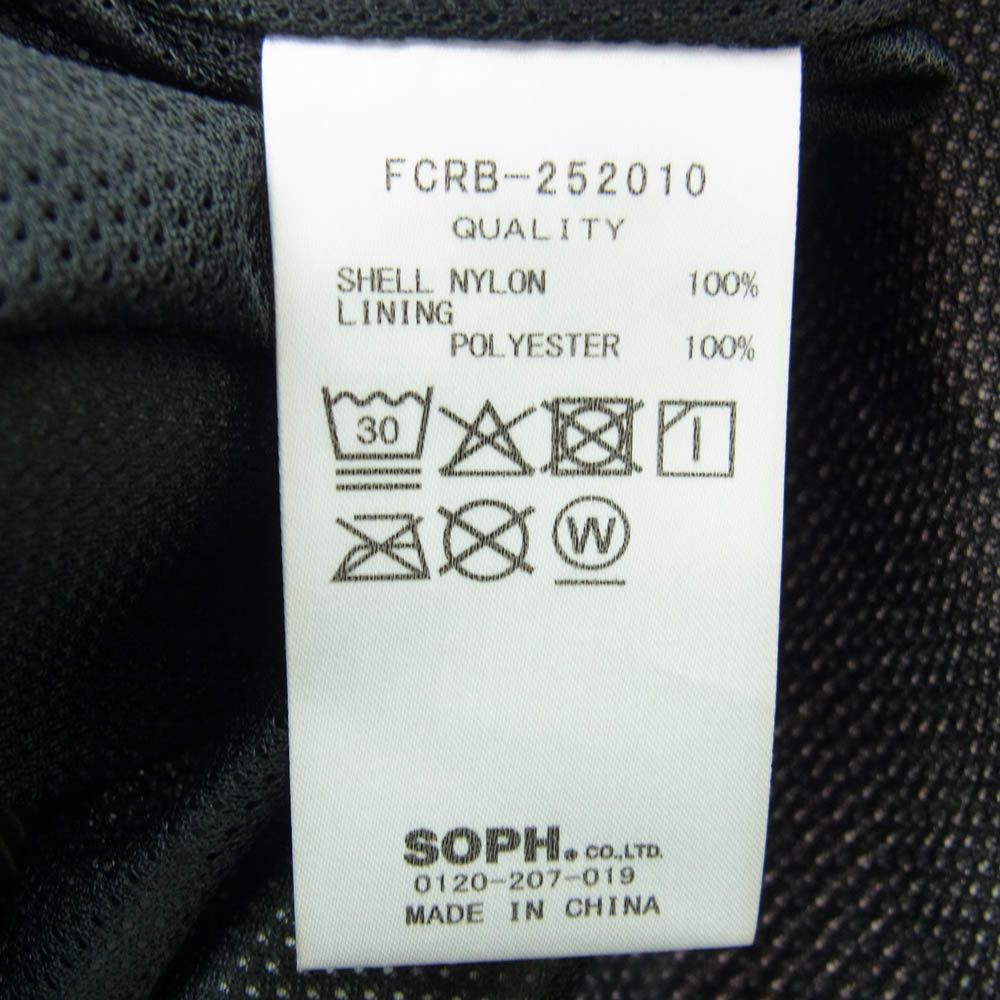 FCRB-252010
QUALITY
SHELL NYLON 100%
LINING
POLYESTER 100%
30
W
SOPH. CO.,LTD.
0120-207-019
MADE IN CHINA